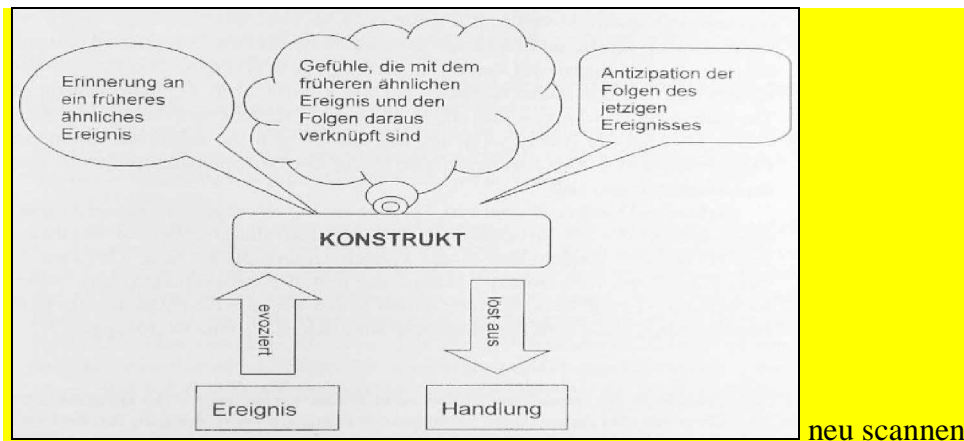 Erinnerung an
ein früheres
ähnliches
Ereignis
Gefühle, die mit dem
früheren ähnlichen
Ereignis und den
Folgen daraus
verknüpft sind
Antizipation der
Folgen des
jetzigen
Ereignisses
KONSTRUKT
evoziert
löst aus
Ereignis
Handlung
neu scannen